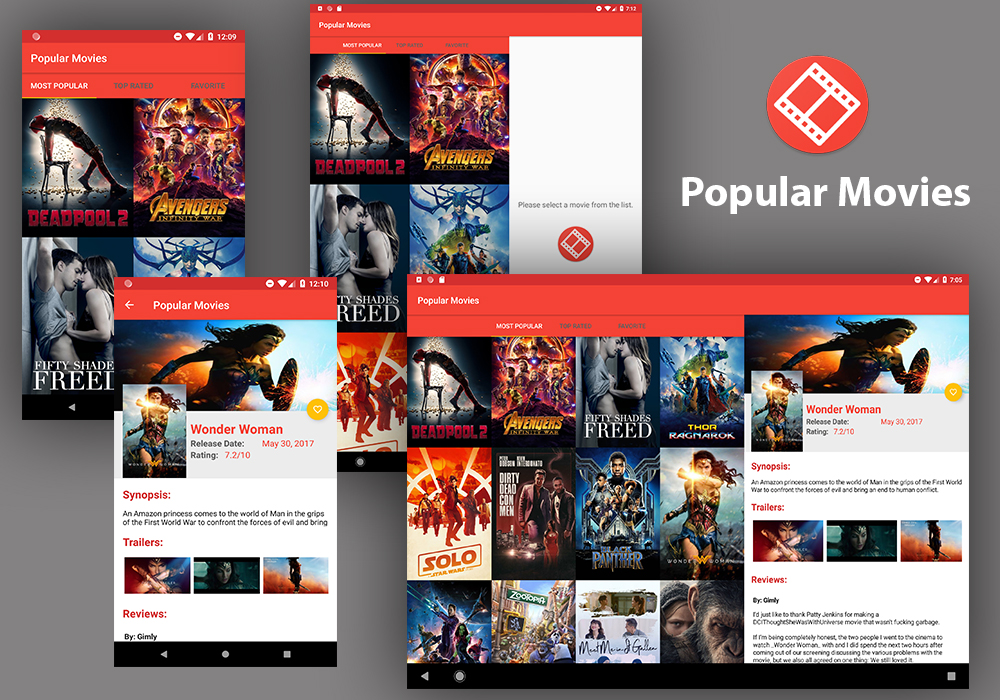 12:09
Popular Movies
MOST POPULAR
TOP RATED
FAVORITE
DEADPOOL 2
AVENGERS
INFINITY WAR
FIFTY SHADES
FREED
7:12
Popular Movies
MOST POPULAR
TOP RATED
FAVORITE
DEADPOOL 2
AVENGERS
INFINITY WAR
Please select a movie from the list.
TY SHADES
REED
Popular Movies
12:10
Popular Movies
WONDER WOMAN
Wonder Woman
Release Date: May 30, 2017
Rating: 7.2/10
Synopsis:
An Amazon princess comes to the world of Man in the grips
of the First World War to confront the forces of evil and bring
Trailers:
Reviews:
By: Gimly
7:05
Popular Movies
MOST POPULAR
TOP RATED
FAVORITE
DEADPOOL 2
AVENGERS
INFINITY WAR
FIFTY SHADES
FREED
THOR
RAGNAROK
SOLO
A STAR WARS STORY
DIRTY
DEAD
CON
MEN
BLACK
PANTHER
WONDER WOMAN
ZOOTOPIA
Meet Me In A Gallery
WONDER WOMAN
Wonder Woman
Release Date: May 30, 2017
Rating: 7.2/10
Synopsis:
An Amazon princess comes to the world of Man in the grips of the First World
War to confront the forces of evil and bring an end to human conflict.
Trailers:
Reviews:
By: Gimly
I'd just like to thank Patty Jenkins for making a
DCIThoughtSheWasWithUniverse movie that wasn't fucking garbage.
If I'm being completely honest, the two people I went to the cinema to
watch _Wonder Woman_ with and I did spend the next two hours after
coming out of our screening discussing the various problems with the
movie, but we also all agreed on one thing: We still loved it.